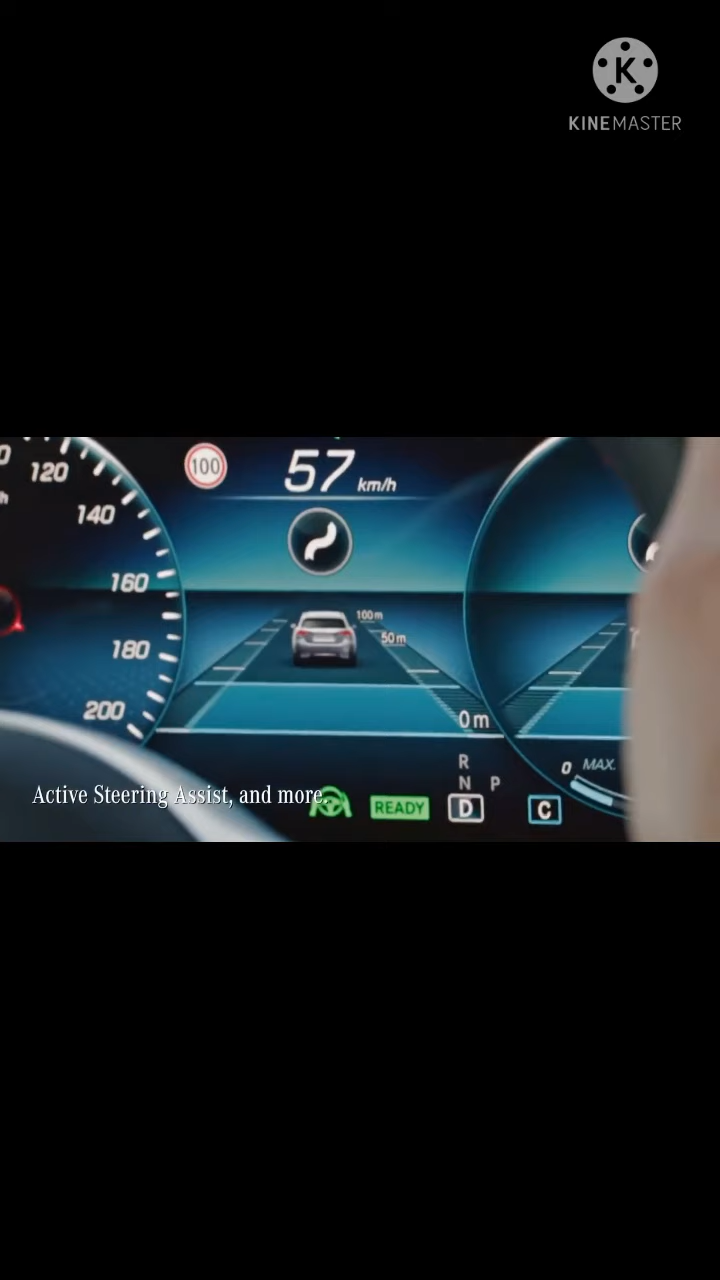 KINEMASTER
100
57 km/h
120
140
160
180
200
100 m
50 m
0 m
R
N P
D
C
0 MAX.
READY
Active Steering Assist, and more.